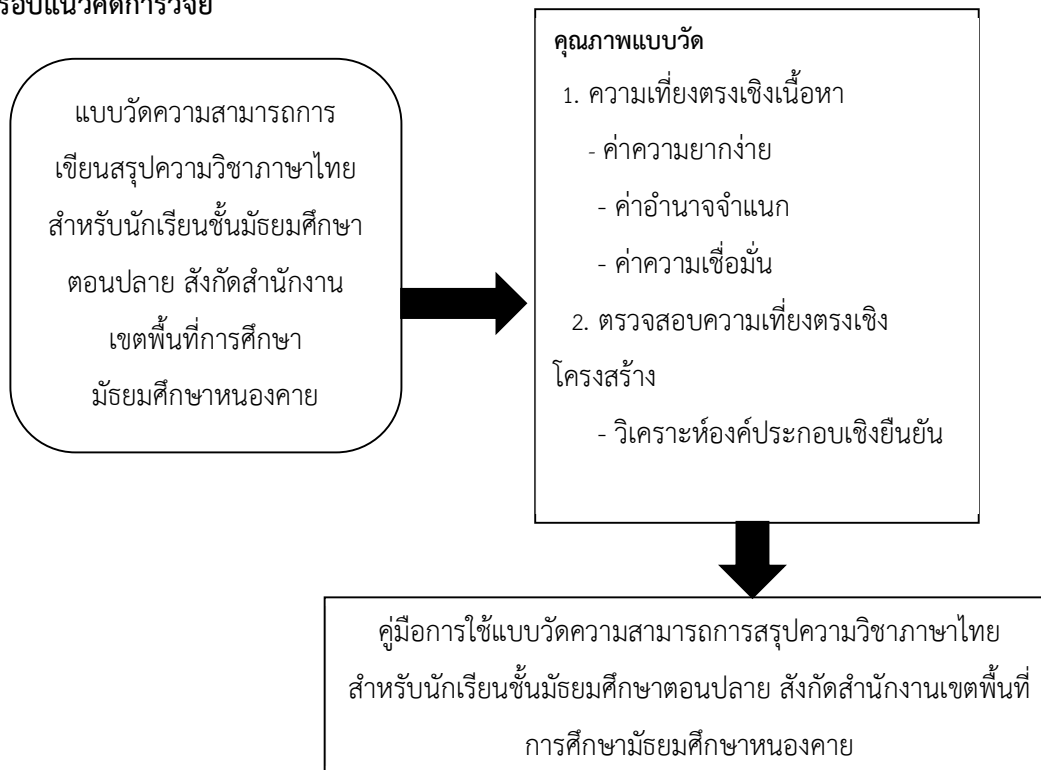 รอบแนวคิดการวิจัย
แบบวัดความสามารถการ
เขียนสรุปความวิชาภาษาไทย
สำหรับนักเรียนชั้นมัธยมศึกษา
ตอนปลาย สังกัดสำนักงาน
เขตพื้นที่การศึกษา
มัธยมศึกษาหนองคาย
คุณภาพแบบวัด
1. ความเที่ยงตรงเชิงเนื้อหา
- ค่าความยากง่าย
- ค่าอำนาจจำแนก
- ค่าความเชื่อมั่น
2. ตรวจสอบความเที่ยงตรงเชิง
โครงสร้าง
- วิเคราะห์องค์ประกอบเชิงยืนยัน
คู่มือการใช้แบบวัดความสามารถการสรุปความวิชาภาษาไทย
สำหรับนักเรียนชั้นมัธยมศึกษาตอนปลาย สังกัดสำนักงานเขตพื้นที่
การศึกษามัธยมศึกษาหนองคาย